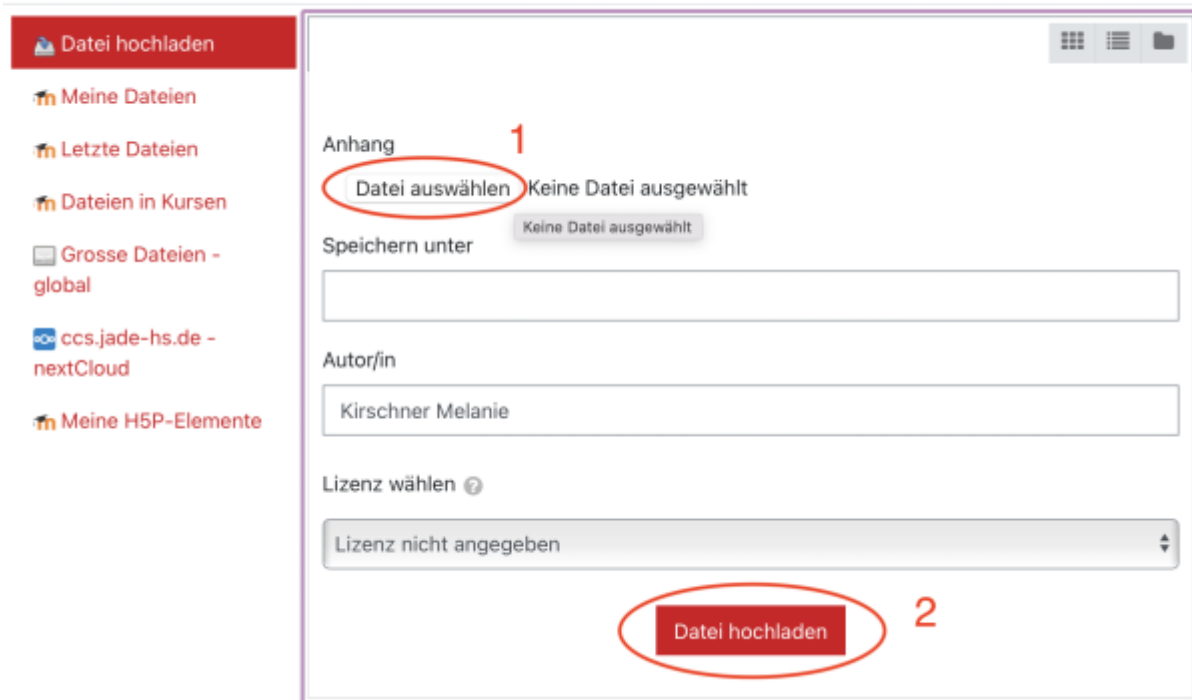 Datei hochladen
Meine Dateien
Letzte Dateien
Dateien in Kursen
Grosse Dateien -
global
ccs.jade-hs.de -
nextCloud
Meine H5P-Elemente
Anhang
1
Datei auswählen Keine Datei ausgewählt
Keine Datei ausgewählt
Speichern unter
Autor/in
Kirschner Melanie
Lizenz wählen ?
Lizenz nicht angegeben
Datei hochladen
2